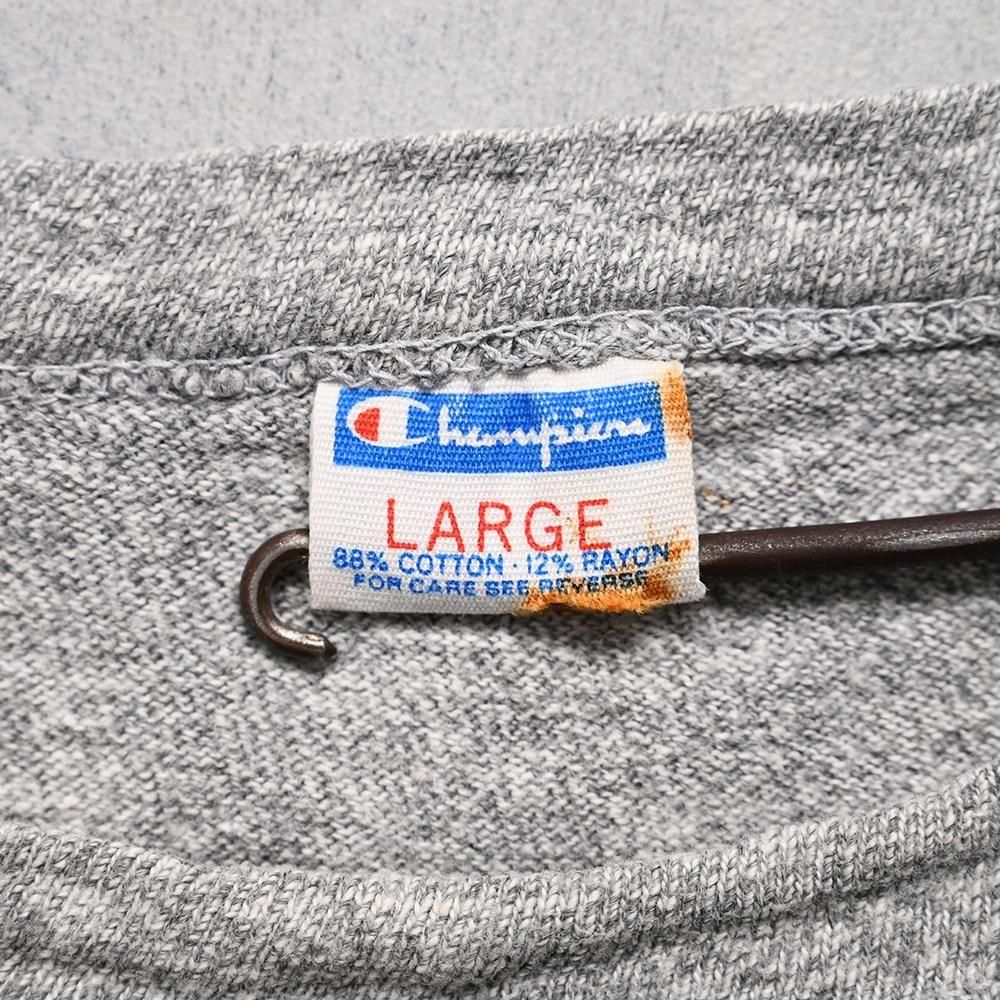 Champion
LARGE
88% COTTON · 12% RAYON
FOR CARE SEE REVERSE